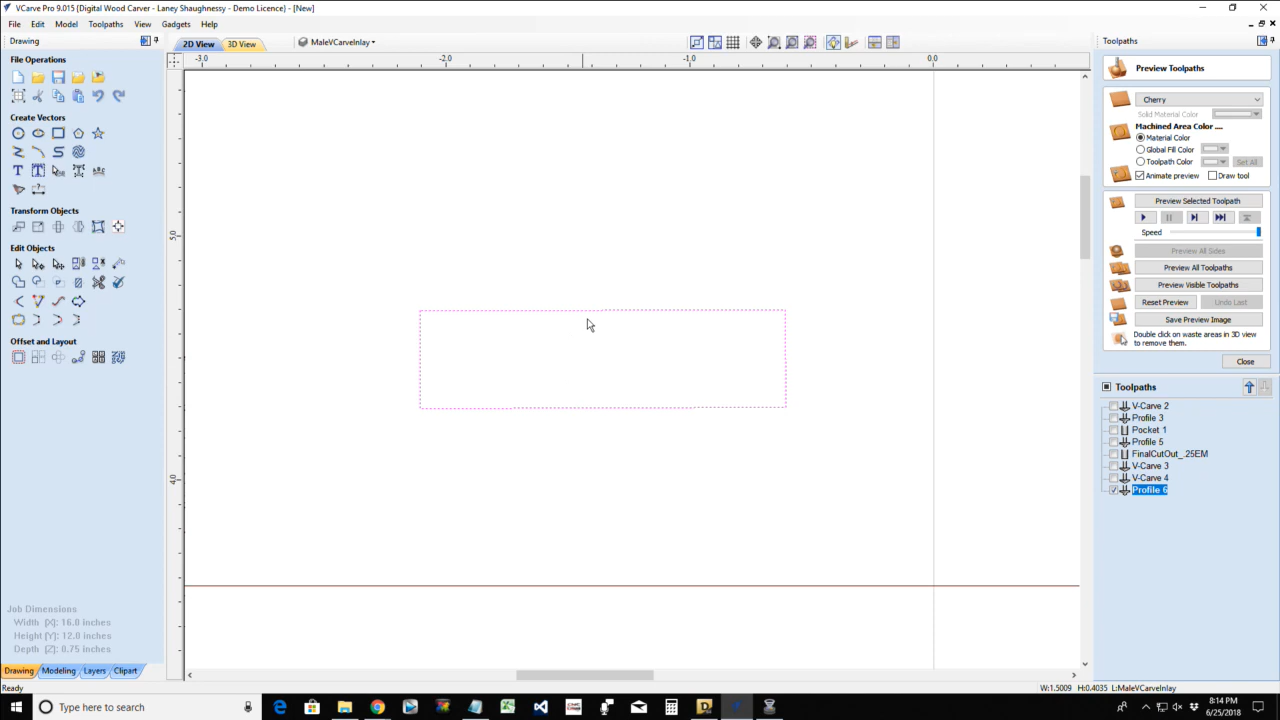 VCarve Pro 9.015 [Digital Wood Carver - Laney Shaughnessy - Demo Licence] - [New]
File Edit Model Toolpaths View Gadgets Help
Drawing
File Operations
Create Vectors
Transform Objects
Edit Objects
Offset and Layout
Job Dimensions
Width (X): 16.0 inches
Height (Y): 12.0 inches
Depth (Z): 0.75 inches
Drawing Modeling Layers Clipart
Ready
2D View 3D View MaleVCarveInlay
-3.0 -2.0 -1.0 0.0
5.0
4.0
Toolpaths
Preview Toolpaths
Cherry
Solid Material Color
Machined Area Color ....
Material Color
Global Fill Color
Toolpath Color Set All
Animate preview Draw tool
Preview Selected Toolpath
Speed
Preview All Sides
Preview All Toolpaths
Preview Visible Toolpaths
Reset Preview Undo Last
Save Preview Image
Double click on waste areas in 3D view
to remove them.
Close
Toolpaths
V-Carve 2
Profile 3
Pocket 1
Profile 5
FinalCutOut_.25EM
V-Carve 3
V-Carve 4
Profile 6
W:1.5009 H:0.4035 L:MaleVCarveInlay
Type here to search
8:14 PM
6/25/2018